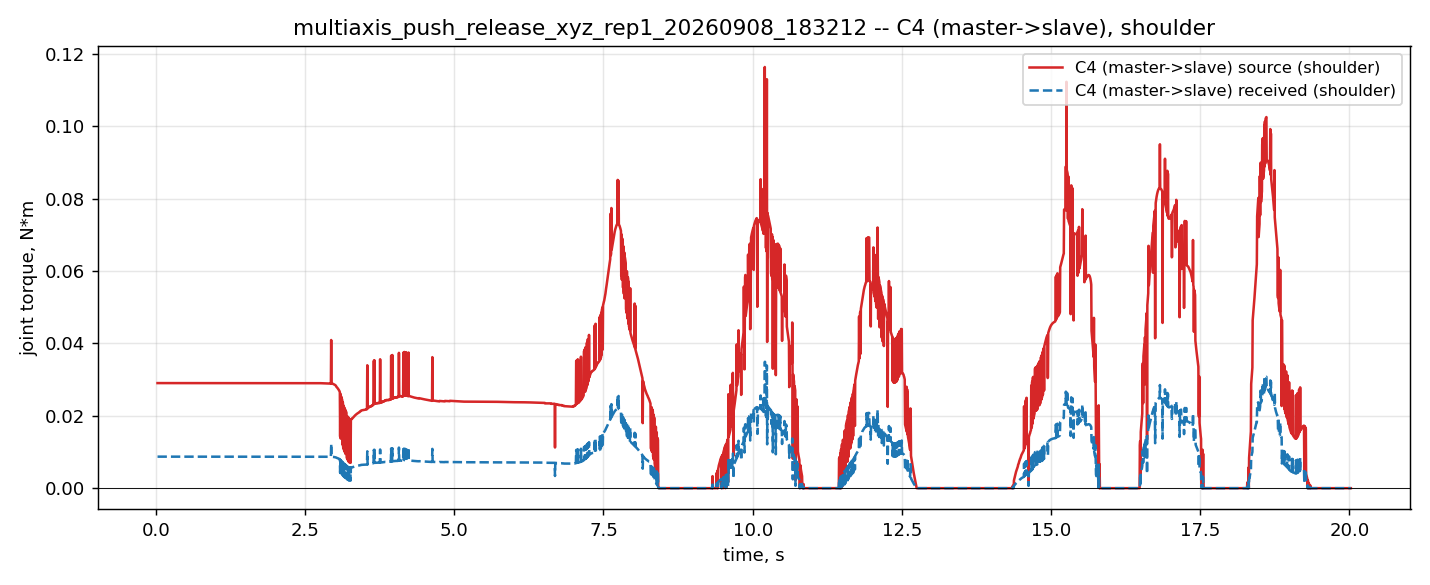 multiaxis_push_release_xyz_rep1_20260908_183212 -- C4 (master->slave), shoulder
C4 (master->slave) source (shoulder)
C4 (master->slave) received (shoulder)
joint torque, N*m
0.12
0.10
0.08
0.06
0.04
0.02
0.00
0.0 2.5 5.0 7.5 10.0 12.5 15.0 17.5 20.0
time, s